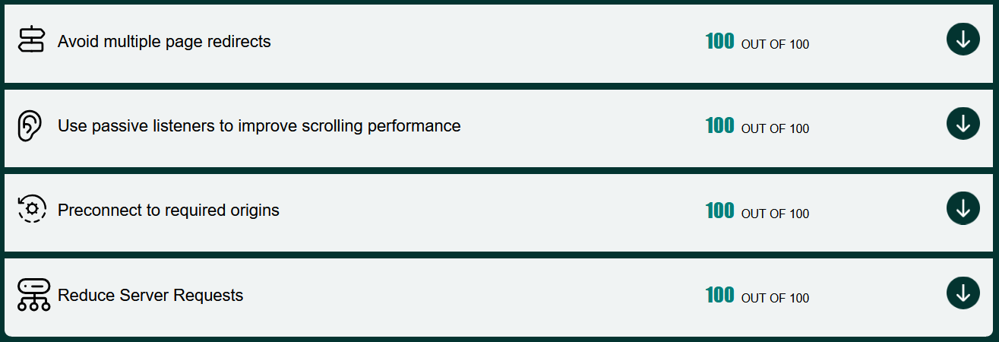 Avoid multiple page redirects 100 OUT OF 100
Use passive listeners to improve scrolling performance 100 OUT OF 100
Preconnect to required origins 100 OUT OF 100
Reduce Server Requests 100 OUT OF 100